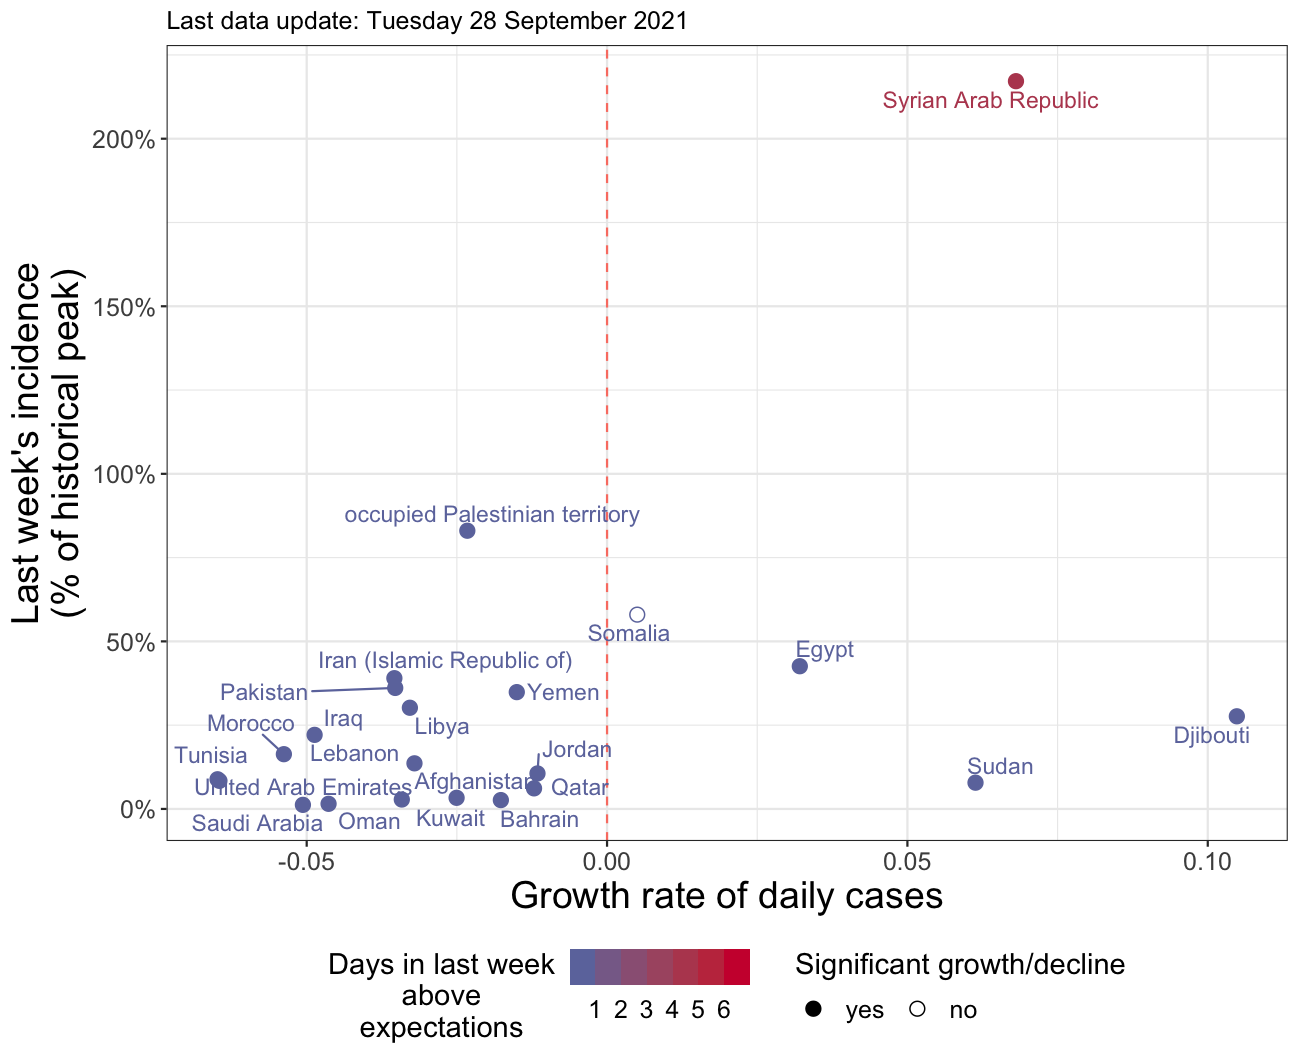 Last data update: Tuesday 28 September 2021
Last week's incidence
(% of historical peak)
200%
150%
100%
50%
0%
Syrian Arab Republic
occupied Palestinian territory
Somalia
Egypt
Iran (Islamic Republic of)
Pakistan
Yemen
Morocco
Iraq
Libya
Djibouti
Tunisia
Lebanon
Jordan
Sudan
United Arab Emirates
Afghanistan
Qatar
Saudi Arabia
Oman
Kuwait
Bahrain
-0.05
0.00
0.05
0.10
Growth rate of daily cases
Days in last week
above
expectations
1 2 3 4 5 6
Significant growth/decline
yes
no